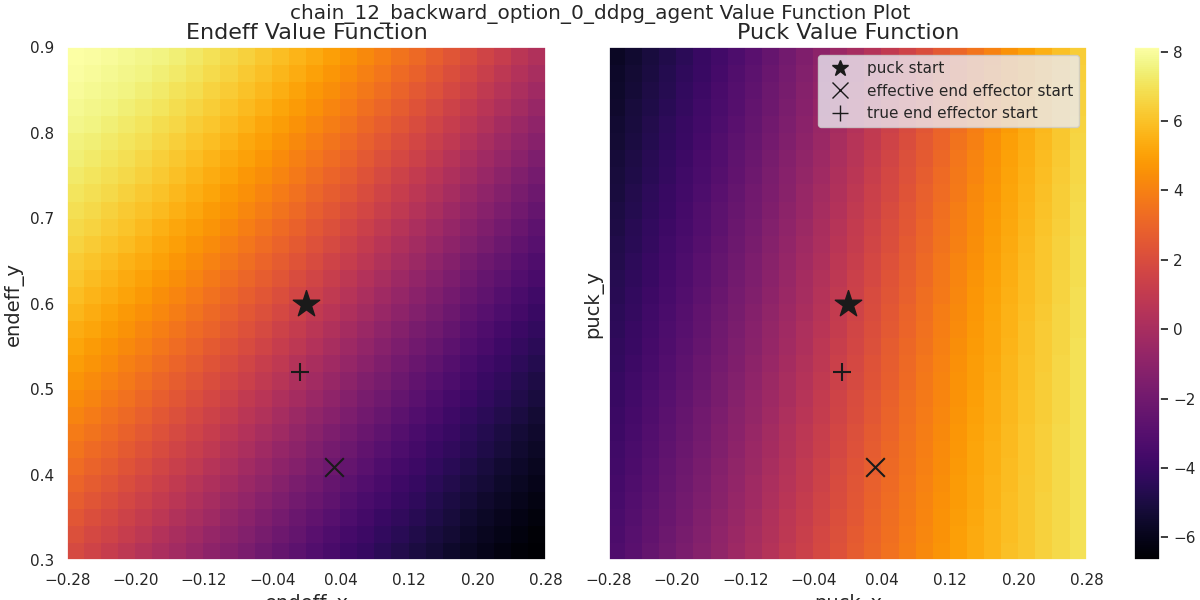 chain_12_backward_option_0_ddpg_agent Value Function Plot
Endeff Value Function
Puck Value Function
puck start
effective end effector start
true end effector start
endeff_y
0.9
0.8
0.7
0.6
0.5
0.4
0.3
−0.28 −0.20 −0.12 −0.04 0.04 0.12 0.20 0.28
endeff_x
puck_y
−0.28 −0.20 −0.12 −0.04 0.04 0.12 0.20 0.28
puck_x
8
6
4
2
0
−2
−4
−6